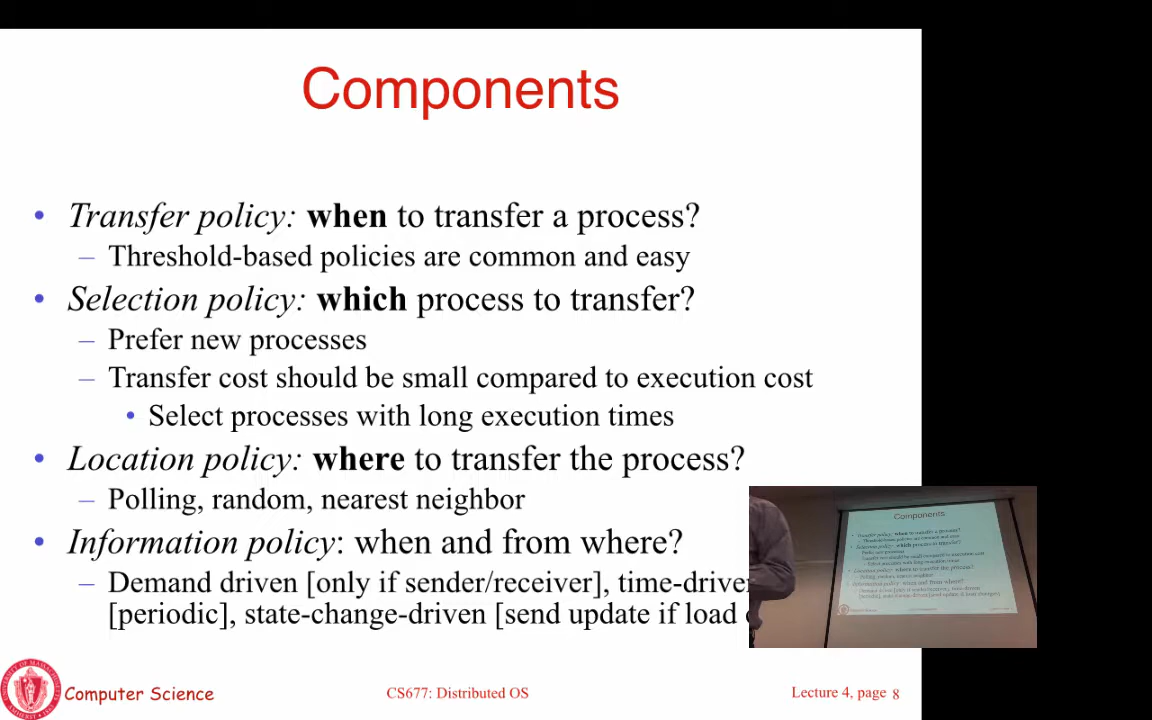 Components
• Transfer policy: when to transfer a process?
– Threshold-based policies are common and easy
• Selection policy: which process to transfer?
– Prefer new processes
– Transfer cost should be small compared to execution cost
• Select processes with long execution times
• Location policy: where to transfer the process?
– Polling, random, nearest neighbor
• Information policy: when and from where?
– Demand driven [only if sender/receiver], time-driven
[periodic], state-change-driven [send update if load
Computer Science
CS677: Distributed OS
Lecture 4, page 8
Components